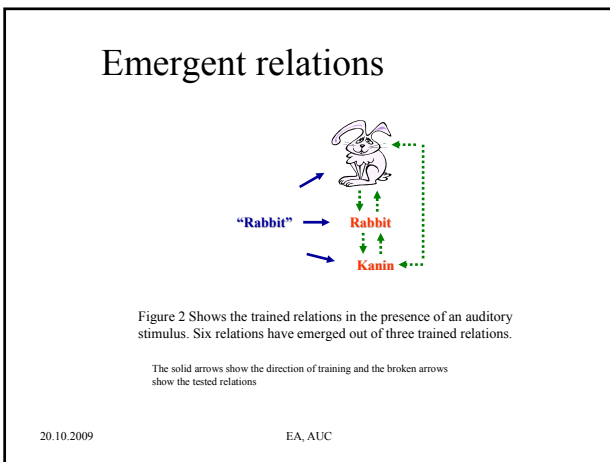 Emergent relations
“Rabbit”
Rabbit
Kanin
Figure 2 Shows the trained relations in the presence of an auditory
stimulus. Six relations have emerged out of three trained relations.
The solid arrows show the direction of training and the broken arrows
show the tested relations
20.10.2009
EA, AUC